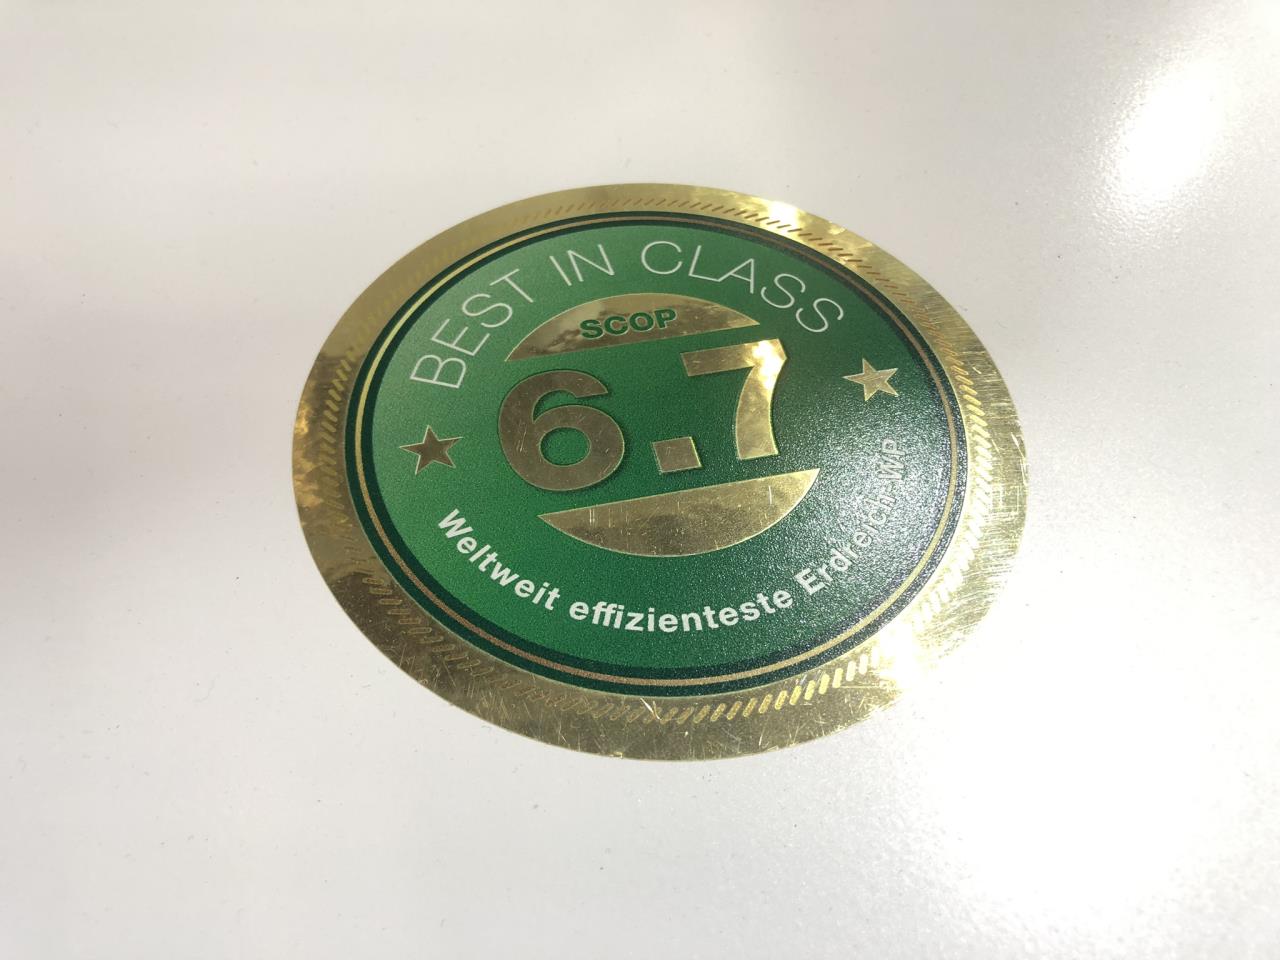 BEST IN CLASS
SCOP
6.7
Weltweit effizienteste Erdreich-WP